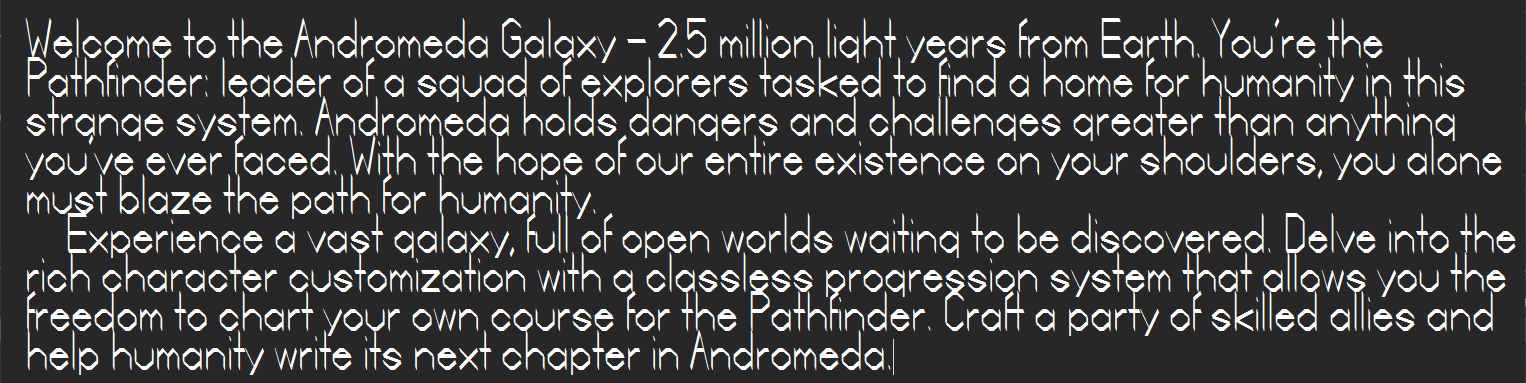 Welcome to the Andromeda Galaxy - 2.5 million light years from Earth. You're the
Pathfinder: leader of a squad of explorers tasked to find a home for humanity in this
strange system. Andromeda holds dangers and challenges greater than anything
you've ever faced. With the hope of our entire existence on your shoulders, you alone
must blaze the path for humanity.
Experience a vast galaxy, full of open worlds waiting to be discovered. Delve into the
rich character customization with a classless progression system that allows you the
freedom to chart your own course for the Pathfinder. Craft a party of skilled allies and
help humanity write its next chapter in Andromeda.